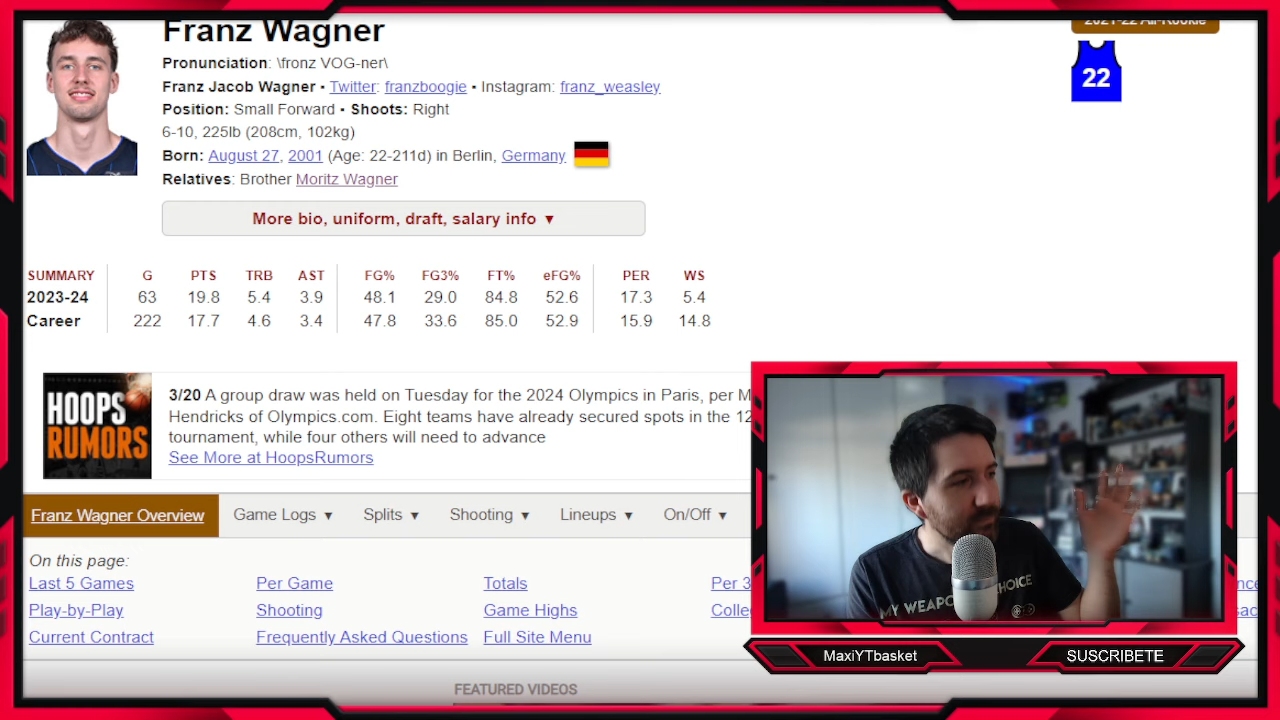 Franz Wagner
2021-22 All-Rookie
22
Pronunciation: \fronz VOG-ner\
Franz Jacob Wagner ▪ Twitter: franzboogie ▪ Instagram: franz_weasley
Position: Small Forward ▪ Shoots: Right
6-10, 225lb (208cm, 102kg)
Born: August 27, 2001 (Age: 22-211d) in Berlin, Germany
Relatives: Brother Moritz Wagner
More bio, uniform, draft, salary info ▼
SUMMARY G PTS TRB AST FG% FG3% FT% eFG% PER WS
2023-24 63 19.8 5.4 3.9 48.1 29.0 84.8 52.6 17.3 5.4
Career 222 17.7 4.6 3.4 47.8 33.6 85.0 52.9 15.9 14.8
HOOPS
RUMORS
3/20 A group draw was held on Tuesday for the 2024 Olympics in Paris, per M
Hendricks of Olympics.com. Eight teams have already secured spots in the 12
tournament, while four others will need to advance
See More at HoopsRumors
Franz Wagner Overview Game Logs ▼ Splits ▼ Shooting ▼ Lineups ▼ On/Off ▼
On this page:
Last 5 Games Per Game Totals Per 3
Play-by-Play Shooting Game Highs Colle
Current Contract Frequently Asked Questions Full Site Menu
MY WEAPO CHOICE
MaxiYTbasket SUSCRIBETE
FEATURED VIDEOS